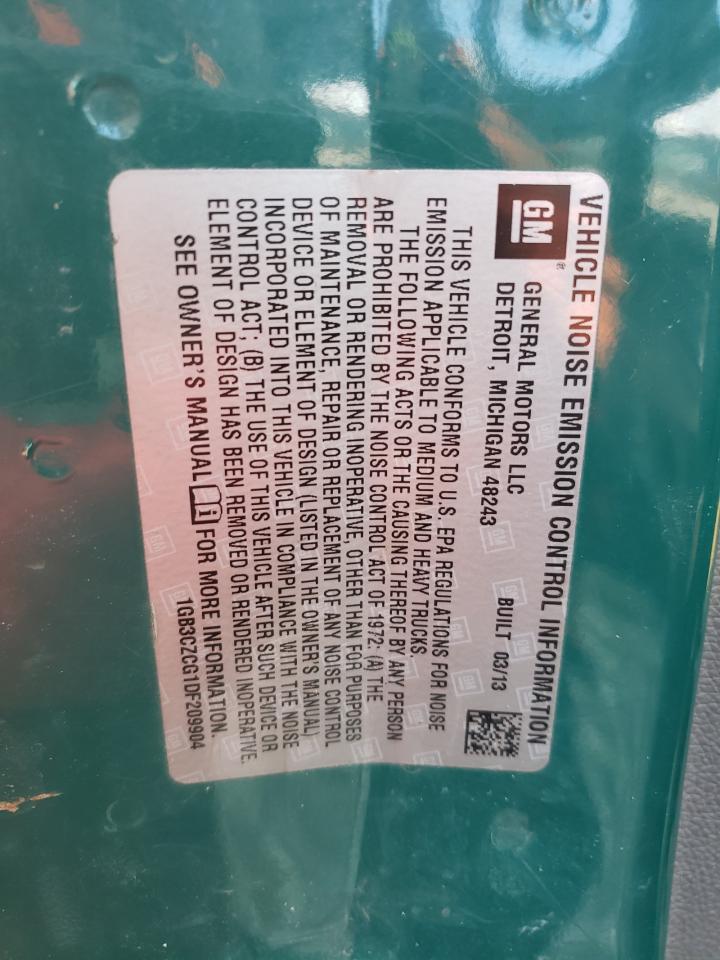 VEHICLE NOISE EMISSION CONTROL INFORMATION
GM®
GENERAL MOTORS LLC
DETROIT, MICHIGAN 48243
BUILT 03/13
THIS VEHICLE CONFORMS TO U.S. EPA REGULATIONS FOR NOISE
EMISSION APPLICABLE TO MEDIUM AND HEAVY TRUCKS.
THE FOLLOWING ACTS OR THE CAUSING THEREOF BY ANY PERSON
ARE PROHIBITED BY THE NOISE CONTROL ACT OF 1972: (A) THE
REMOVAL OR RENDERING INOPERATIVE, OTHER THAN FOR PURPOSES
OF MAINTENANCE, REPAIR OR REPLACEMENT OF ANY NOISE CONTROL
DEVICE OR ELEMENT OF DESIGN (LISTED IN THE OWNER'S MANUAL)
INCORPORATED INTO THIS VEHICLE IN COMPLIANCE WITH THE NOISE
CONTROL ACT; (B) THE USE OF THIS VEHICLE AFTER SUCH DEVICE OR
ELEMENT OF DESIGN HAS BEEN REMOVED OR RENDERED INOPERATIVE.
SEE OWNER'S MANUAL i FOR MORE INFORMATION.
1GB3CZCG1DF209904